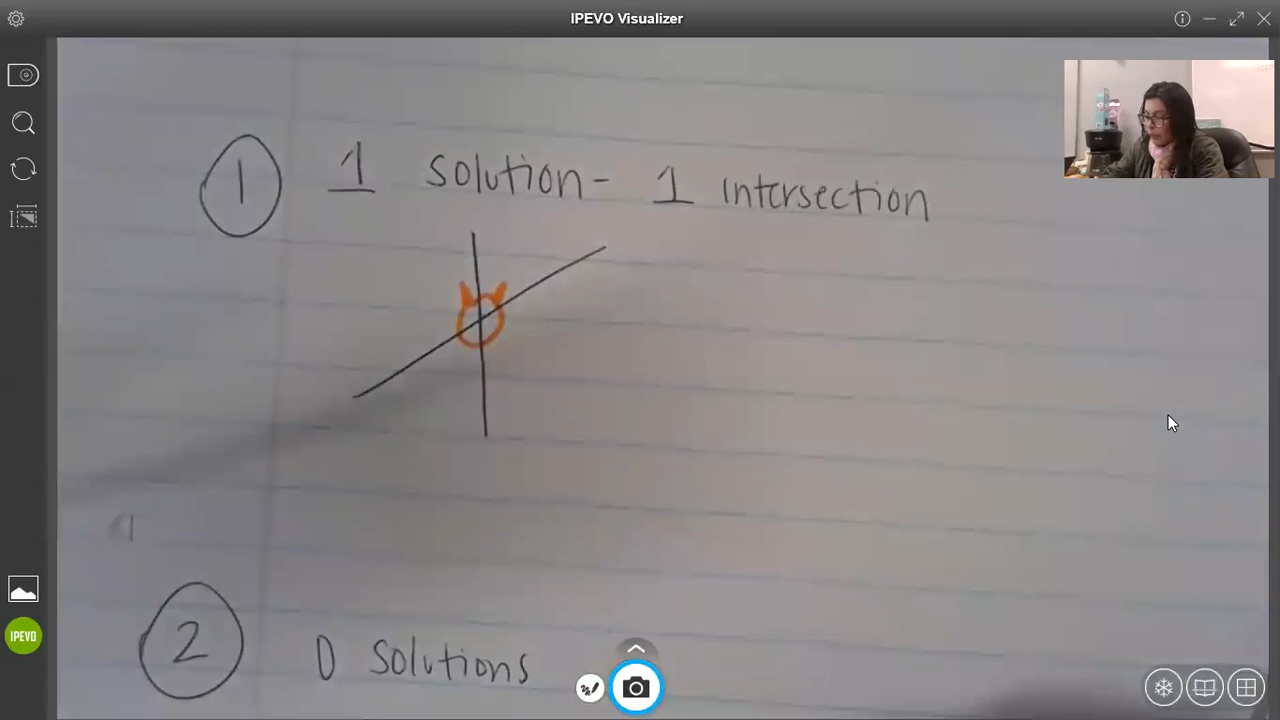 IPEVO Visualizer
① 1 solution - 1 intersection
② 0 solutions
IPEVO